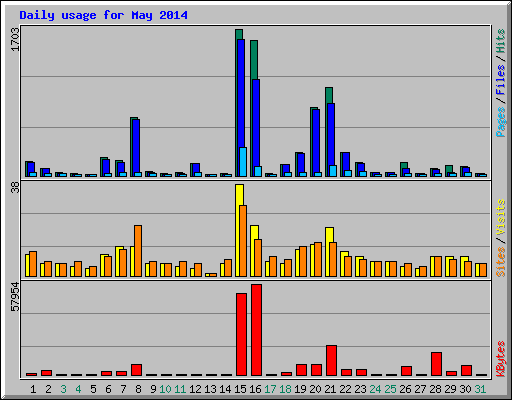 Daily usage for May 2014
1703
Pages / Files / Hits
38
Sites / Visits
57954
KBytes
1 2 3 4 5 6 7 8 9 10 11 12 13 14 15 16 17 18 19 20 21 22 23 24 25 26 27 28 29 30 31